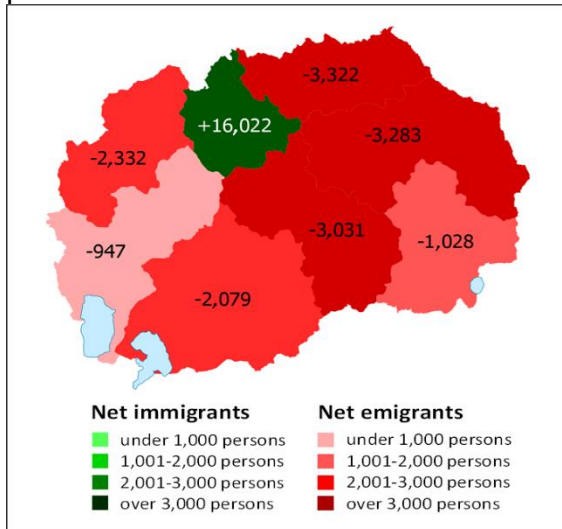 -3,322
+16,022
-3,283
-2,332
-3,031
-1,028
-947
-2,079
Net immigrants
under 1,000 persons
1,001-2,000 persons
2,001-3,000 persons
over 3,000 persons
Net emigrants
under 1,000 persons
1,001-2,000 persons
2,001-3,000 persons
over 3,000 persons